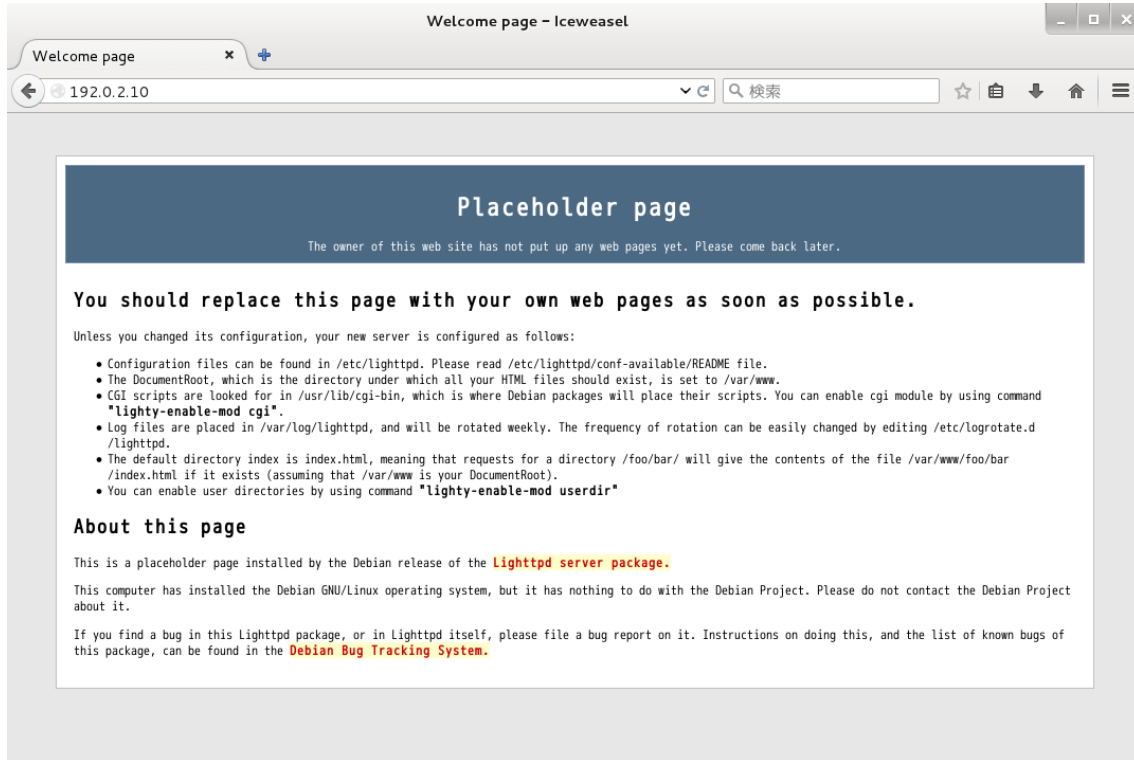 Welcome page - Iceweasel
Welcome page
192.0.2.10
検索
Placeholder page
The owner of this web site has not put up any web pages yet. Please come back later.
You should replace this page with your own web pages as soon as possible.
Unless you changed its configuration, your new server is configured as follows:
• Configuration files can be found in /etc/lighttpd. Please read /etc/lighttpd/conf-available/README file.
• The DocumentRoot, which is the directory under which all your HTML files should exist, is set to /var/www.
• CGI scripts are looked for in /usr/lib/cgi-bin, which is where Debian packages will place their scripts. You can enable cgi module by using command
"lighty-enable-mod cgi".
• Log files are placed in /var/log/lighttpd, and will be rotated weekly. The frequency of rotation can be easily changed by editing /etc/logrotate.d
/lighttpd.
• The default directory index is index.html, meaning that requests for a directory /foo/bar/ will give the contents of the file /var/www/foo/bar
/index.html if it exists (assuming that /var/www is your DocumentRoot).
• You can enable user directories by using command "lighty-enable-mod userdir"
About this page
This is a placeholder page installed by the Debian release of the Lighttpd server package.
This computer has installed the Debian GNU/Linux operating system, but it has nothing to do with the Debian Project. Please do not contact the Debian Project
about it.
If you find a bug in this Lighttpd package, or in Lighttpd itself, please file a bug report on it. Instructions on doing this, and the list of known bugs of
this package, can be found in the Debian Bug Tracking System.